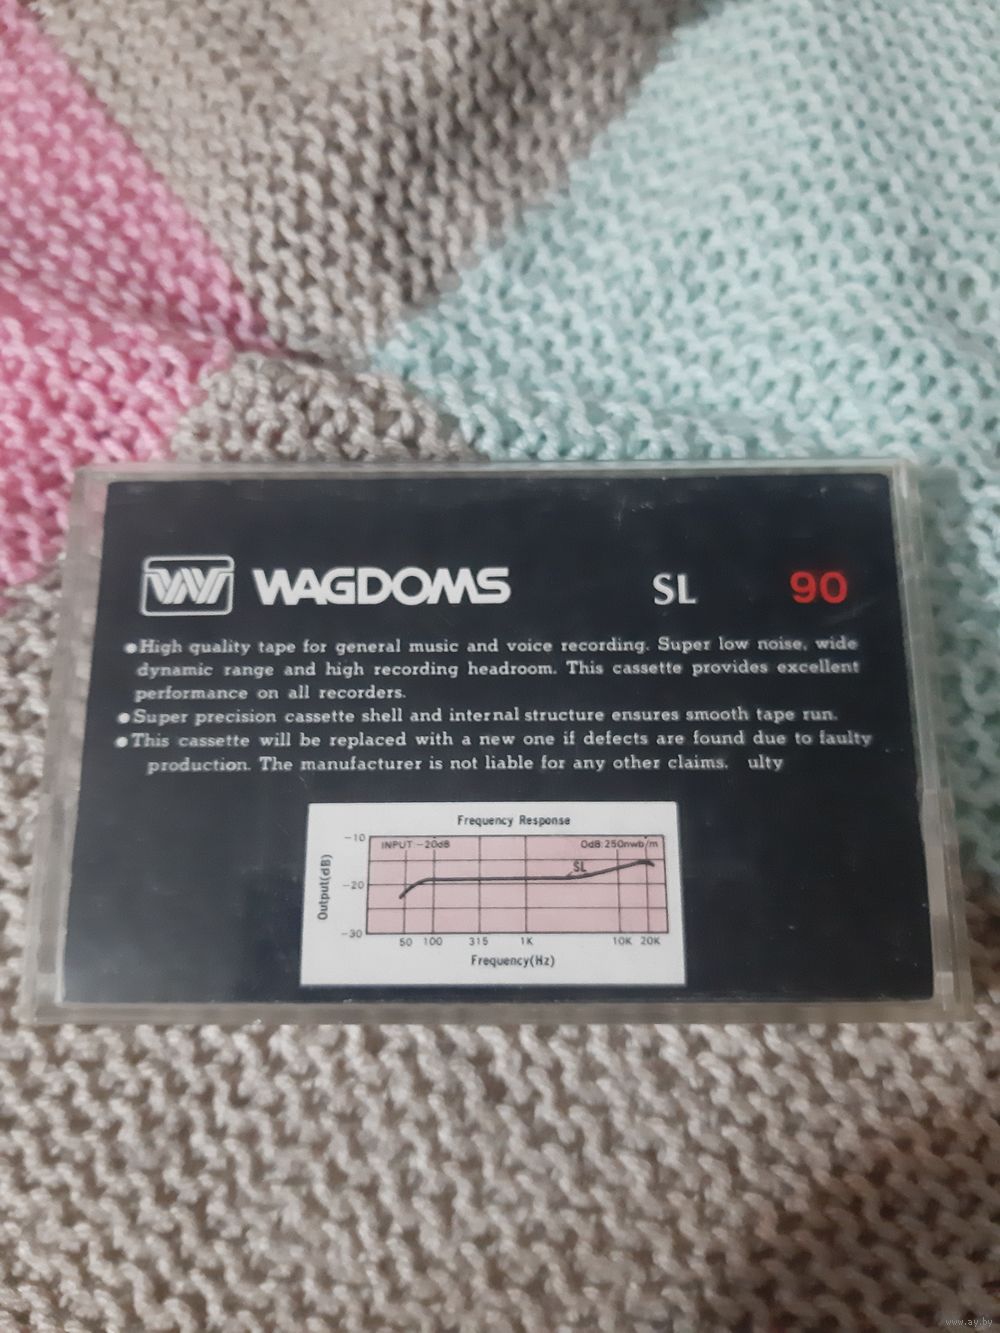 W WAGDOMS SL 90
●High quality tape for general music and voice recording. Super low noise, wide
dynamic range and high recording headroom. This cassette provides excellent
performance on all recorders.
●Super precision cassette shell and internal structure ensures smooth tape run.
●This cassette will be replaced with a new one if defects are found due to faulty
production. The manufacturer is not liable for any other claims. ulty
Frequency Response
INPUT -20dB 0dB:250nwb/m
SL
Output(dB)
-10
-20
-30
50 100 315 1K 10K 20K
Frequency(Hz)
www.ay.by